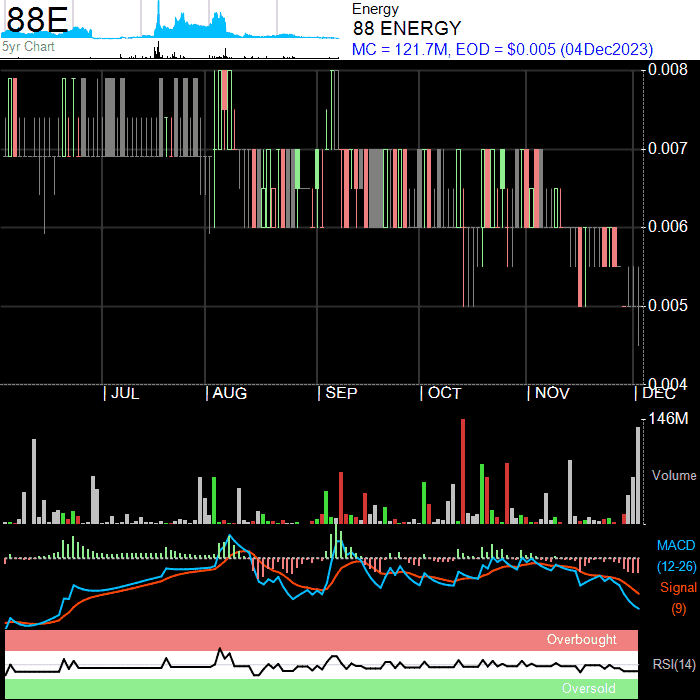 88E
5yr Chart
Energy
88 ENERGY
MC = 121.7M, EOD = $0.005 (04Dec2023)
0.008
0.007
0.006
0.005
0.004
| JUL | AUG | SEP | OCT | NOV | DEC
146M
Volume
MACD
(12-26)
Signal
(9)
Overbought
RSI(14)
Oversold